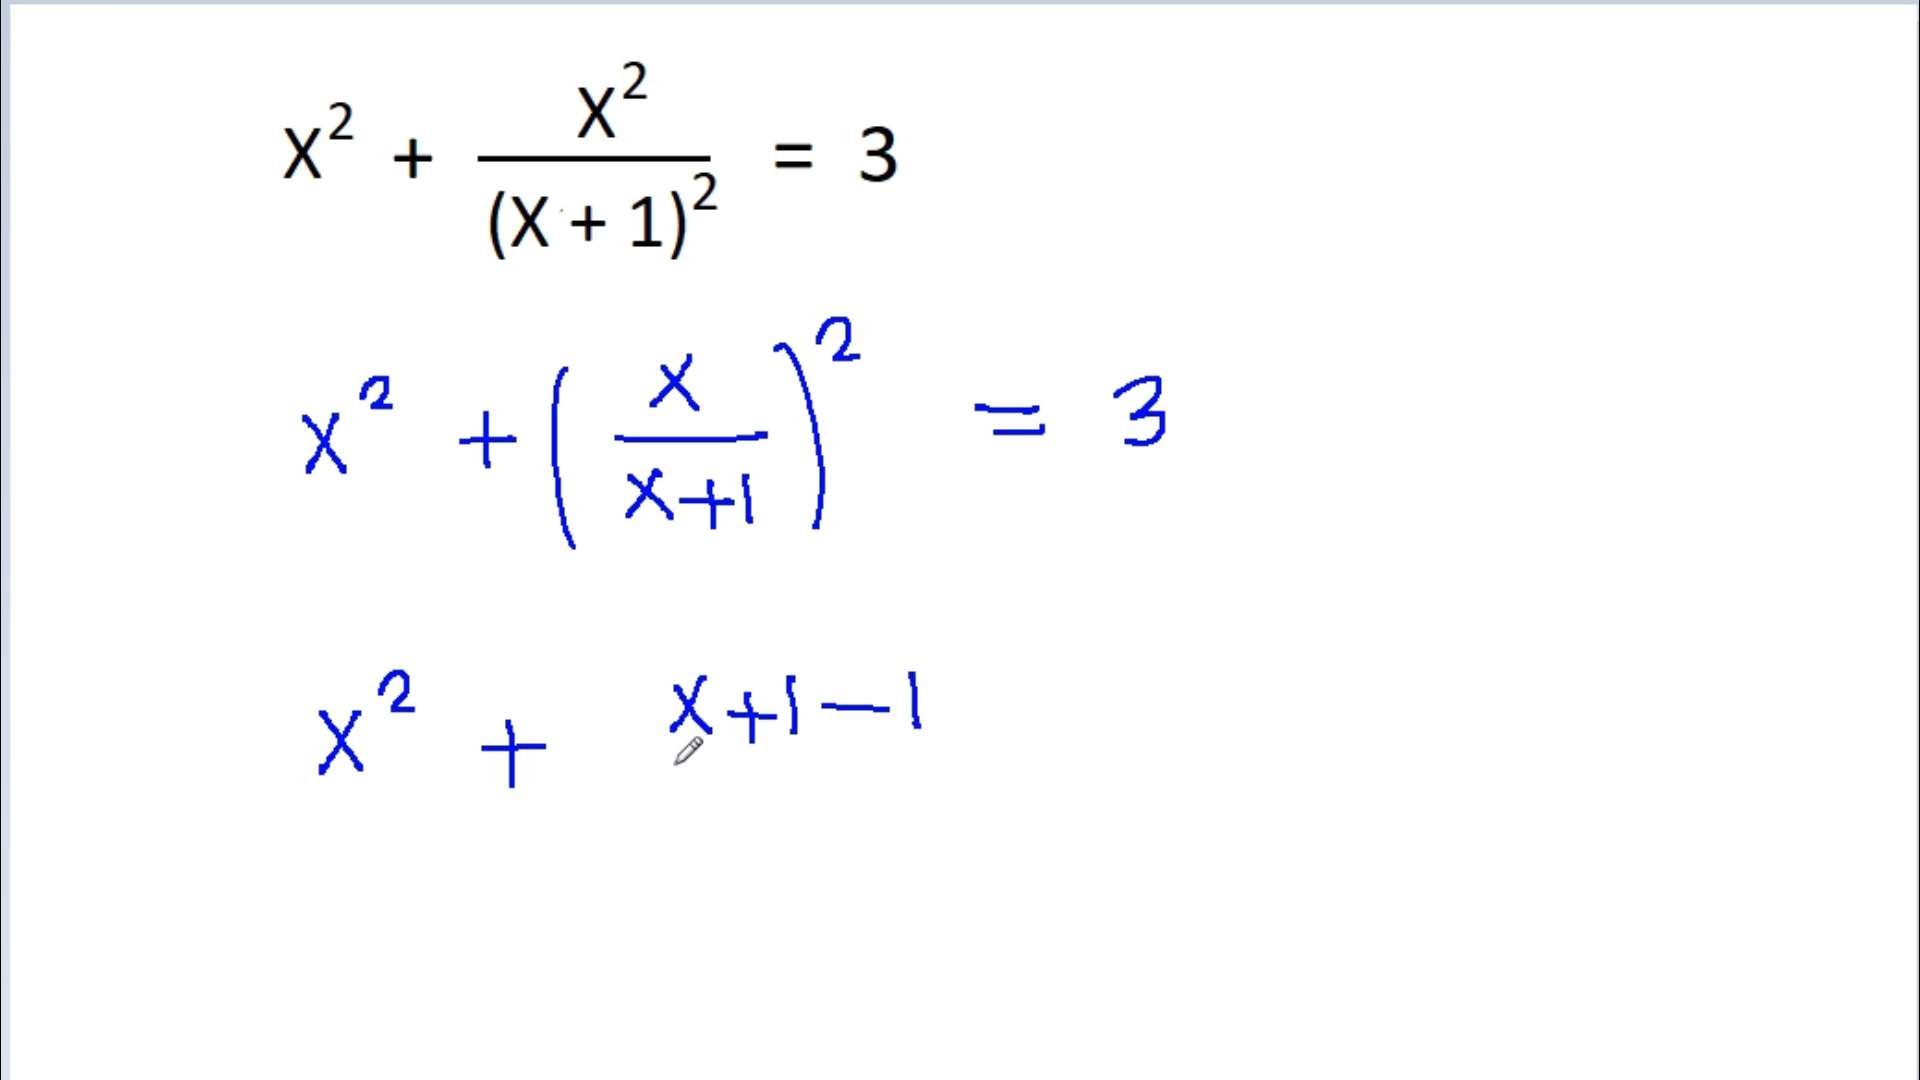 X² + X² / (X + 1)² = 3
x² + ( x / x+1 )² = 3
x² + x+1−1